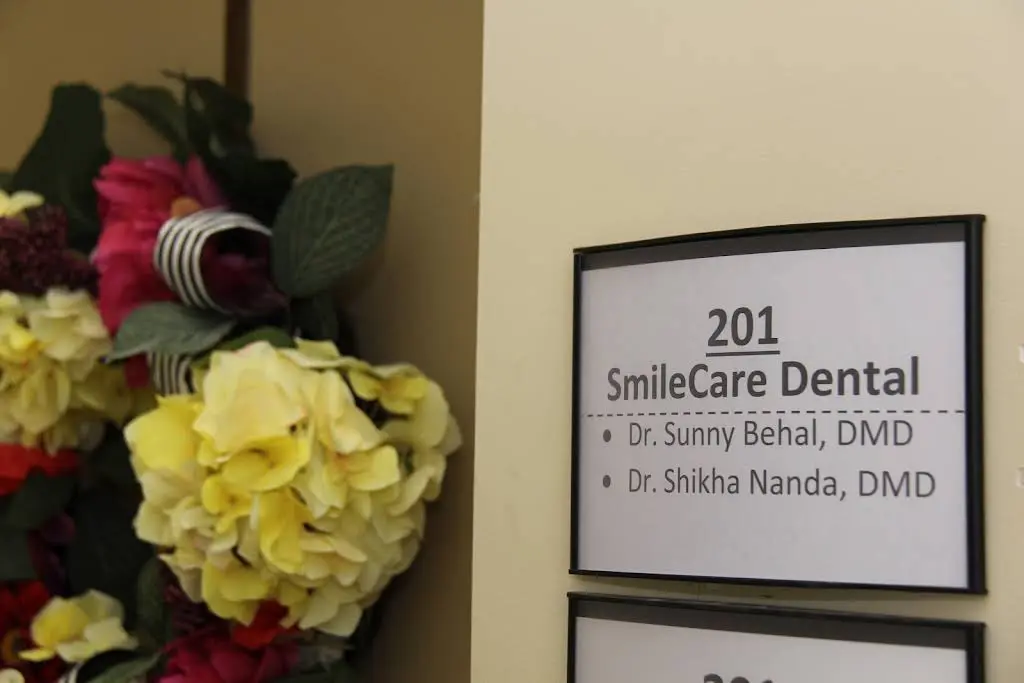 201
SmileCare Dental
• Dr. Sunny Behal, DMD
• Dr. Shikha Nanda, DMD